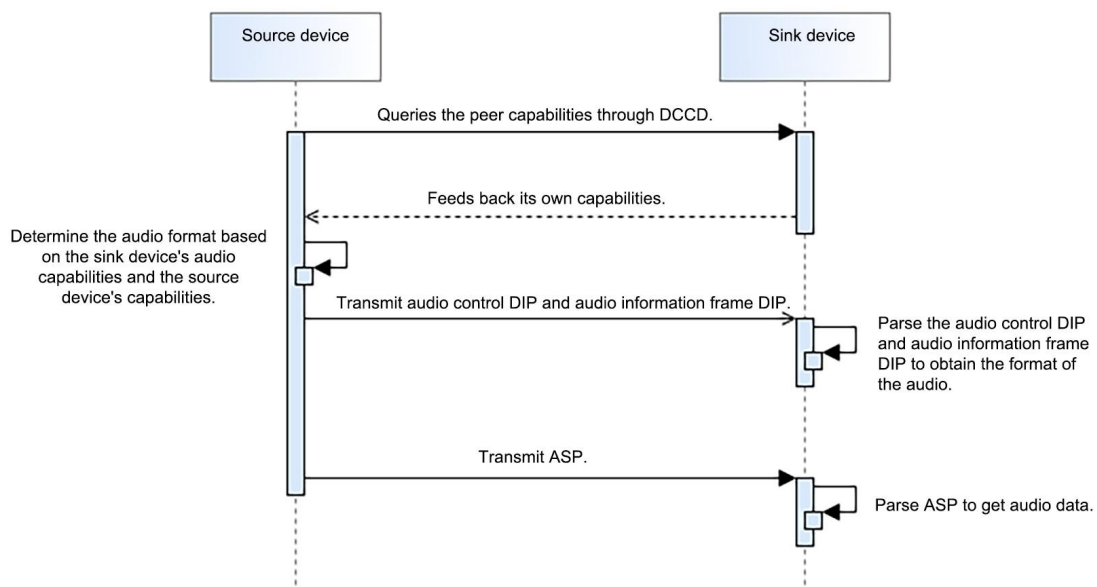 Source device
Sink device
Queries the peer capabilities through DCCD.
Feeds back its own capabilities.
Determine the audio format based
on the sink device's audio
capabilities and the source
device's capabilities.
Transmit audio control DIP and audio information frame DIP.
Parse the audio control DIP
and audio information frame
DIP to obtain the format of
the audio.
Transmit ASP.
Parse ASP to get audio data.